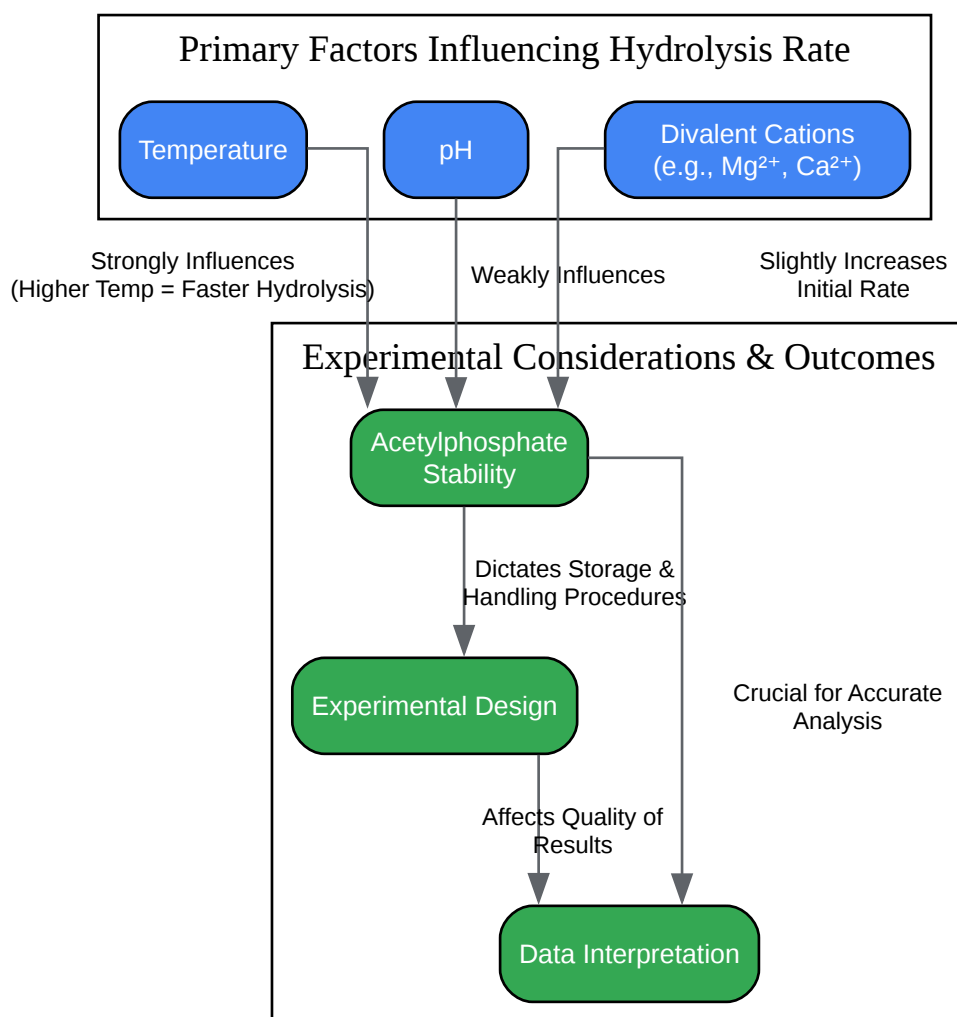 Primary Factors Influencing Hydrolysis Rate
Temperature
pH
Divalent Cations
(e.g., Mg²⁺, Ca²⁺)
Strongly Influences
(Higher Temp = Faster Hydrolysis)
Weakly Influences
Slightly Increases
Initial Rate
Experimental Considerations & Outcomes
Acetylphosphate
Stability
Dictates Storage &
Handling Procedures
Experimental Design
Crucial for Accurate
Analysis
Affects Quality of
Results
Data Interpretation